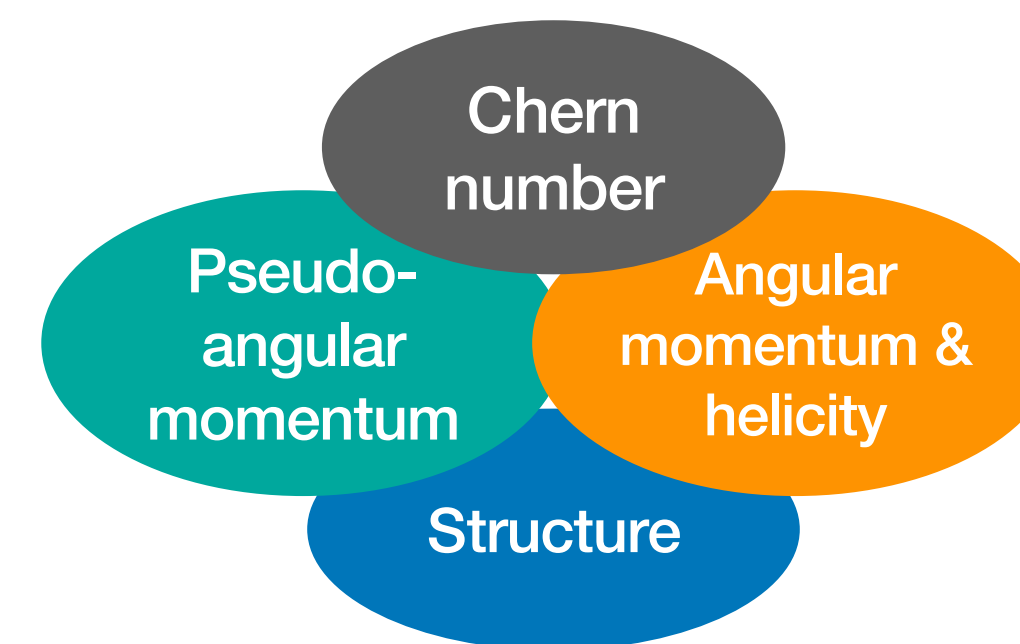 Chern
number
Pseudo-
angular
momentum
Angular
momentum &
helicity
Structure